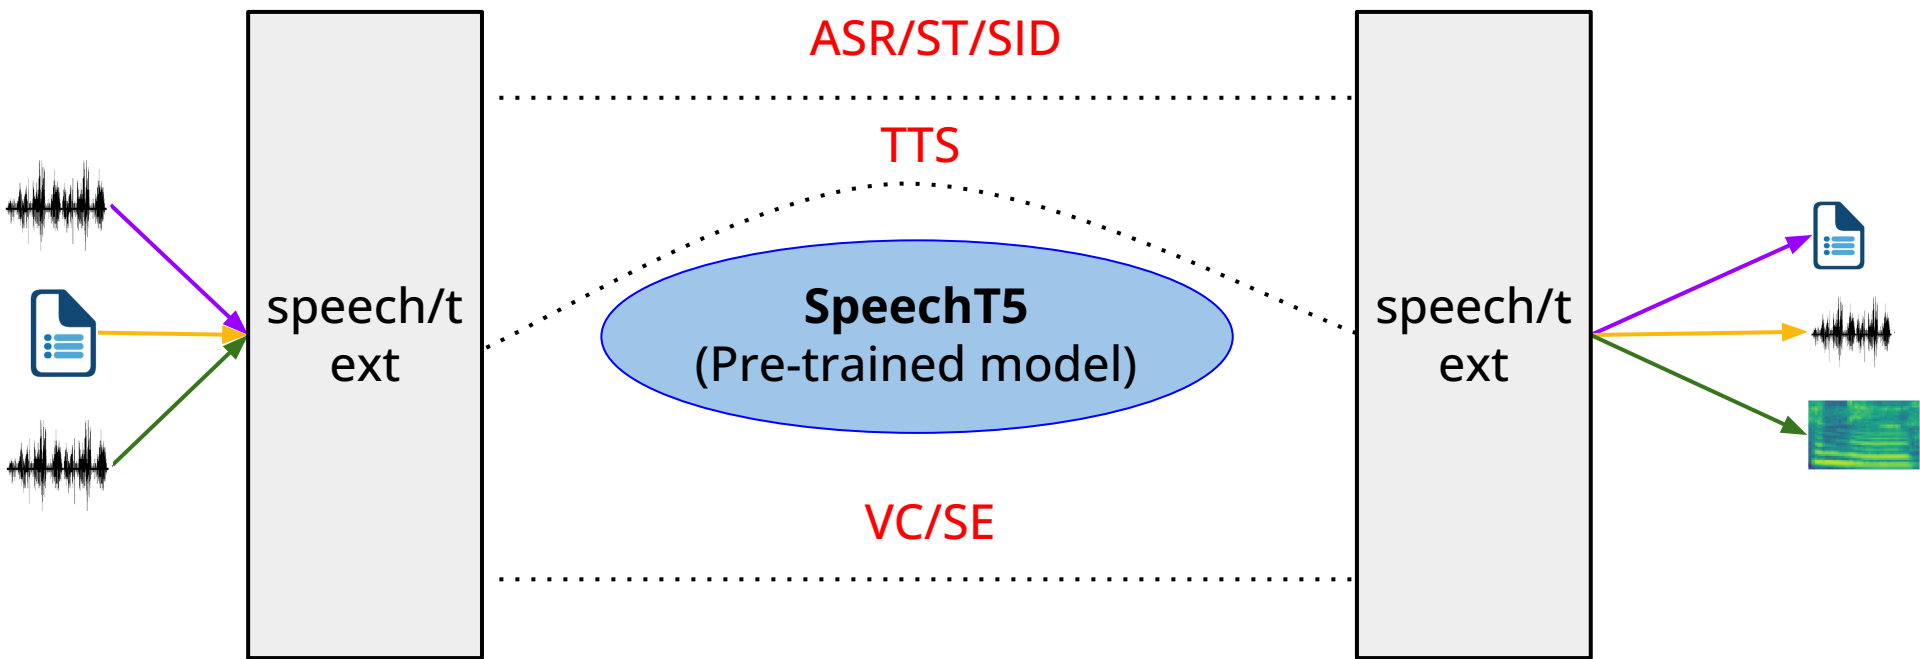 ASR/ST/SID
TTS
speech/t
ext
SpeechT5
(Pre-trained model)
speech/t
ext
VC/SE